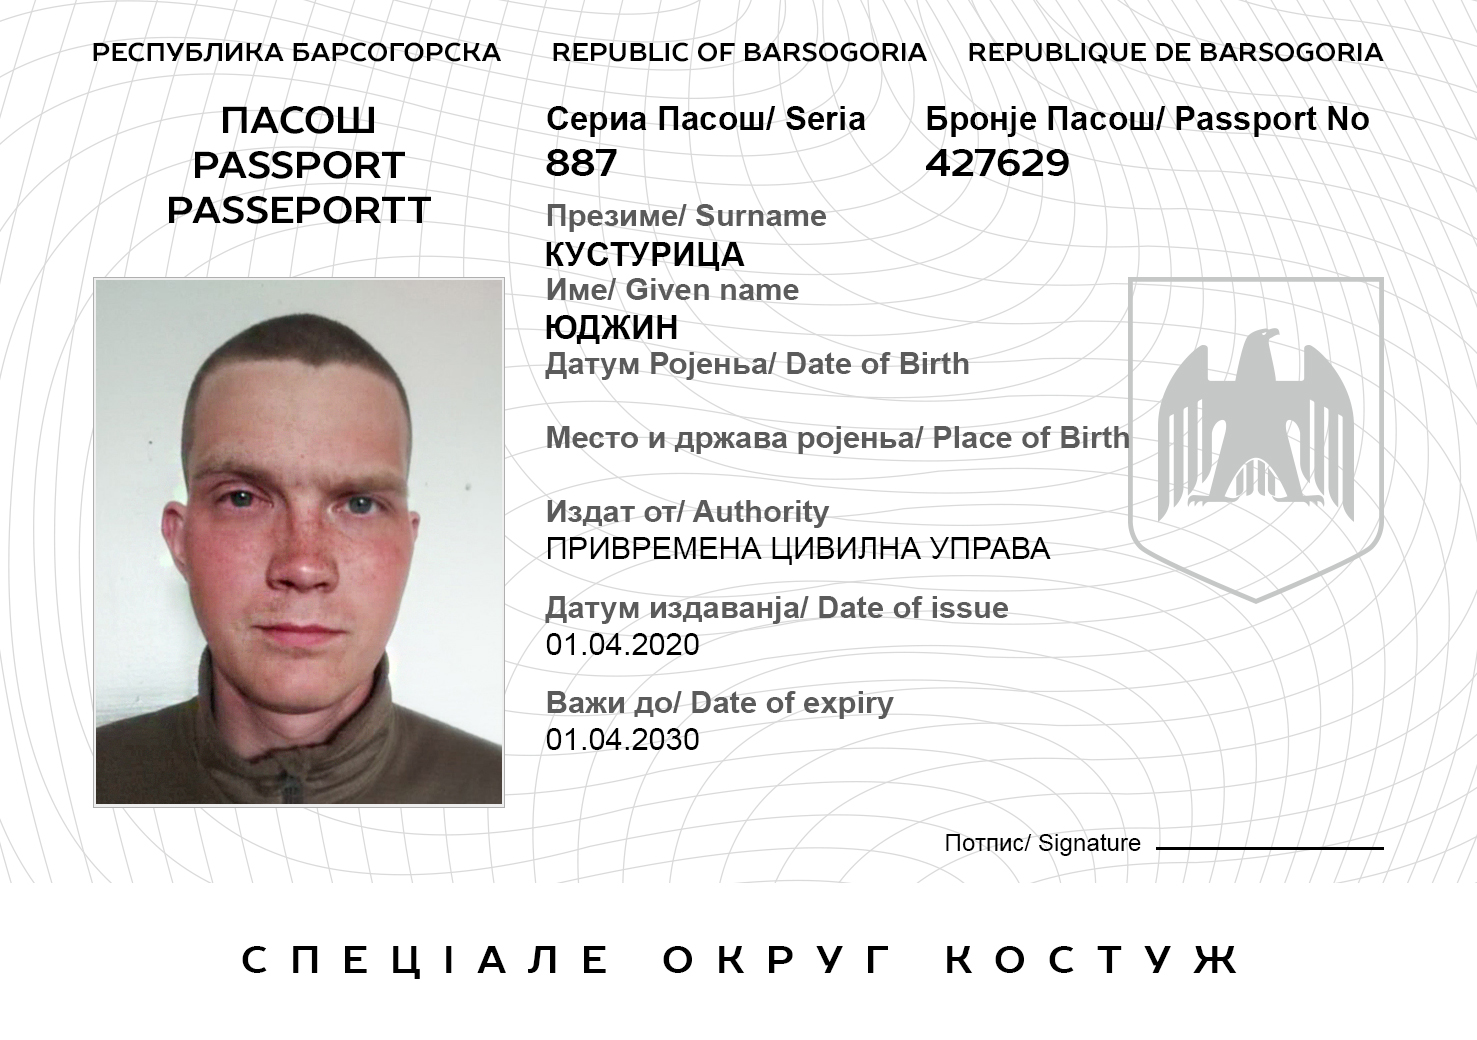 РЕСПУБЛИКА БАРСОГОРСКА REPUBLIC OF BARSOGORIA REPUBLIQUE DE BARSOGORIA
ПАСОШ
PASSPORT
PASSEPORTT
Сериа Пасош/ Seria Бронје Пасош/ Passport No
887 427629
Презиме/ Surname
КУСТУРИЦА
Име/ Given name
ЮДЖИН
Датум Ројења/ Date of Birth
Место и држава ројења/ Place of Birth
Издат от/ Authority
ПРИВРЕМЕНА ЦИВИЛНА УПРАВА
Датум издаванја/ Date of issue
01.04.2020
Важи до/ Date of expiry
01.04.2030
Потпис/ Signature
СПЕЦІАЛЕ ОКРУГ КОСТУЖ